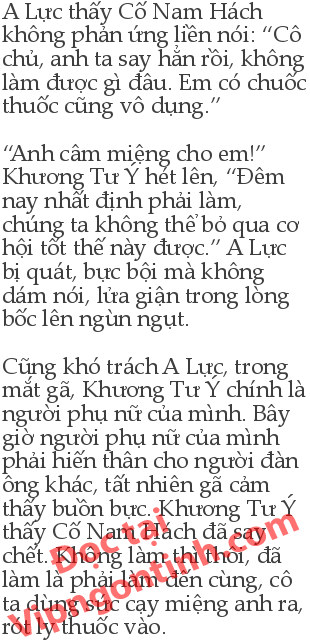 A Lực thấy Cố Nam Hách
không phản ứng liền nói: “Cô
chủ, anh ta say hẳn rồi, không
làm được gì đâu. Em có chuốc
thuốc cũng vô dụng.”
“Anh câm miệng cho em!”
Khương Tư Ý hét lên, “Đêm
nay nhất định phải làm,
chúng ta không thể bỏ qua cơ
hội tốt thế này được.” A Lực
bị quát, bực bội mà không
dám nói, lửa giận trong lòng
bốc lên ngùn ngụt.
Cũng khó trách A Lực, trong
mắt gã, Khương Tư Ý chính là
người phụ nữ của mình. Bây
giờ người phụ nữ của mình
phải hiến thân cho người đàn
ông khác, tất nhiên gã cảm
thấy buồn bực. Khương Tư Ý
thấy Cố Nam Hách đã say
chết. Không làm thì thôi, đã
làm là phải làm đến cùng, cô
ta dùng sức cạy miệng anh ra,
rót ly thuốc vào.
Đọc tại
Vipngontinh.com